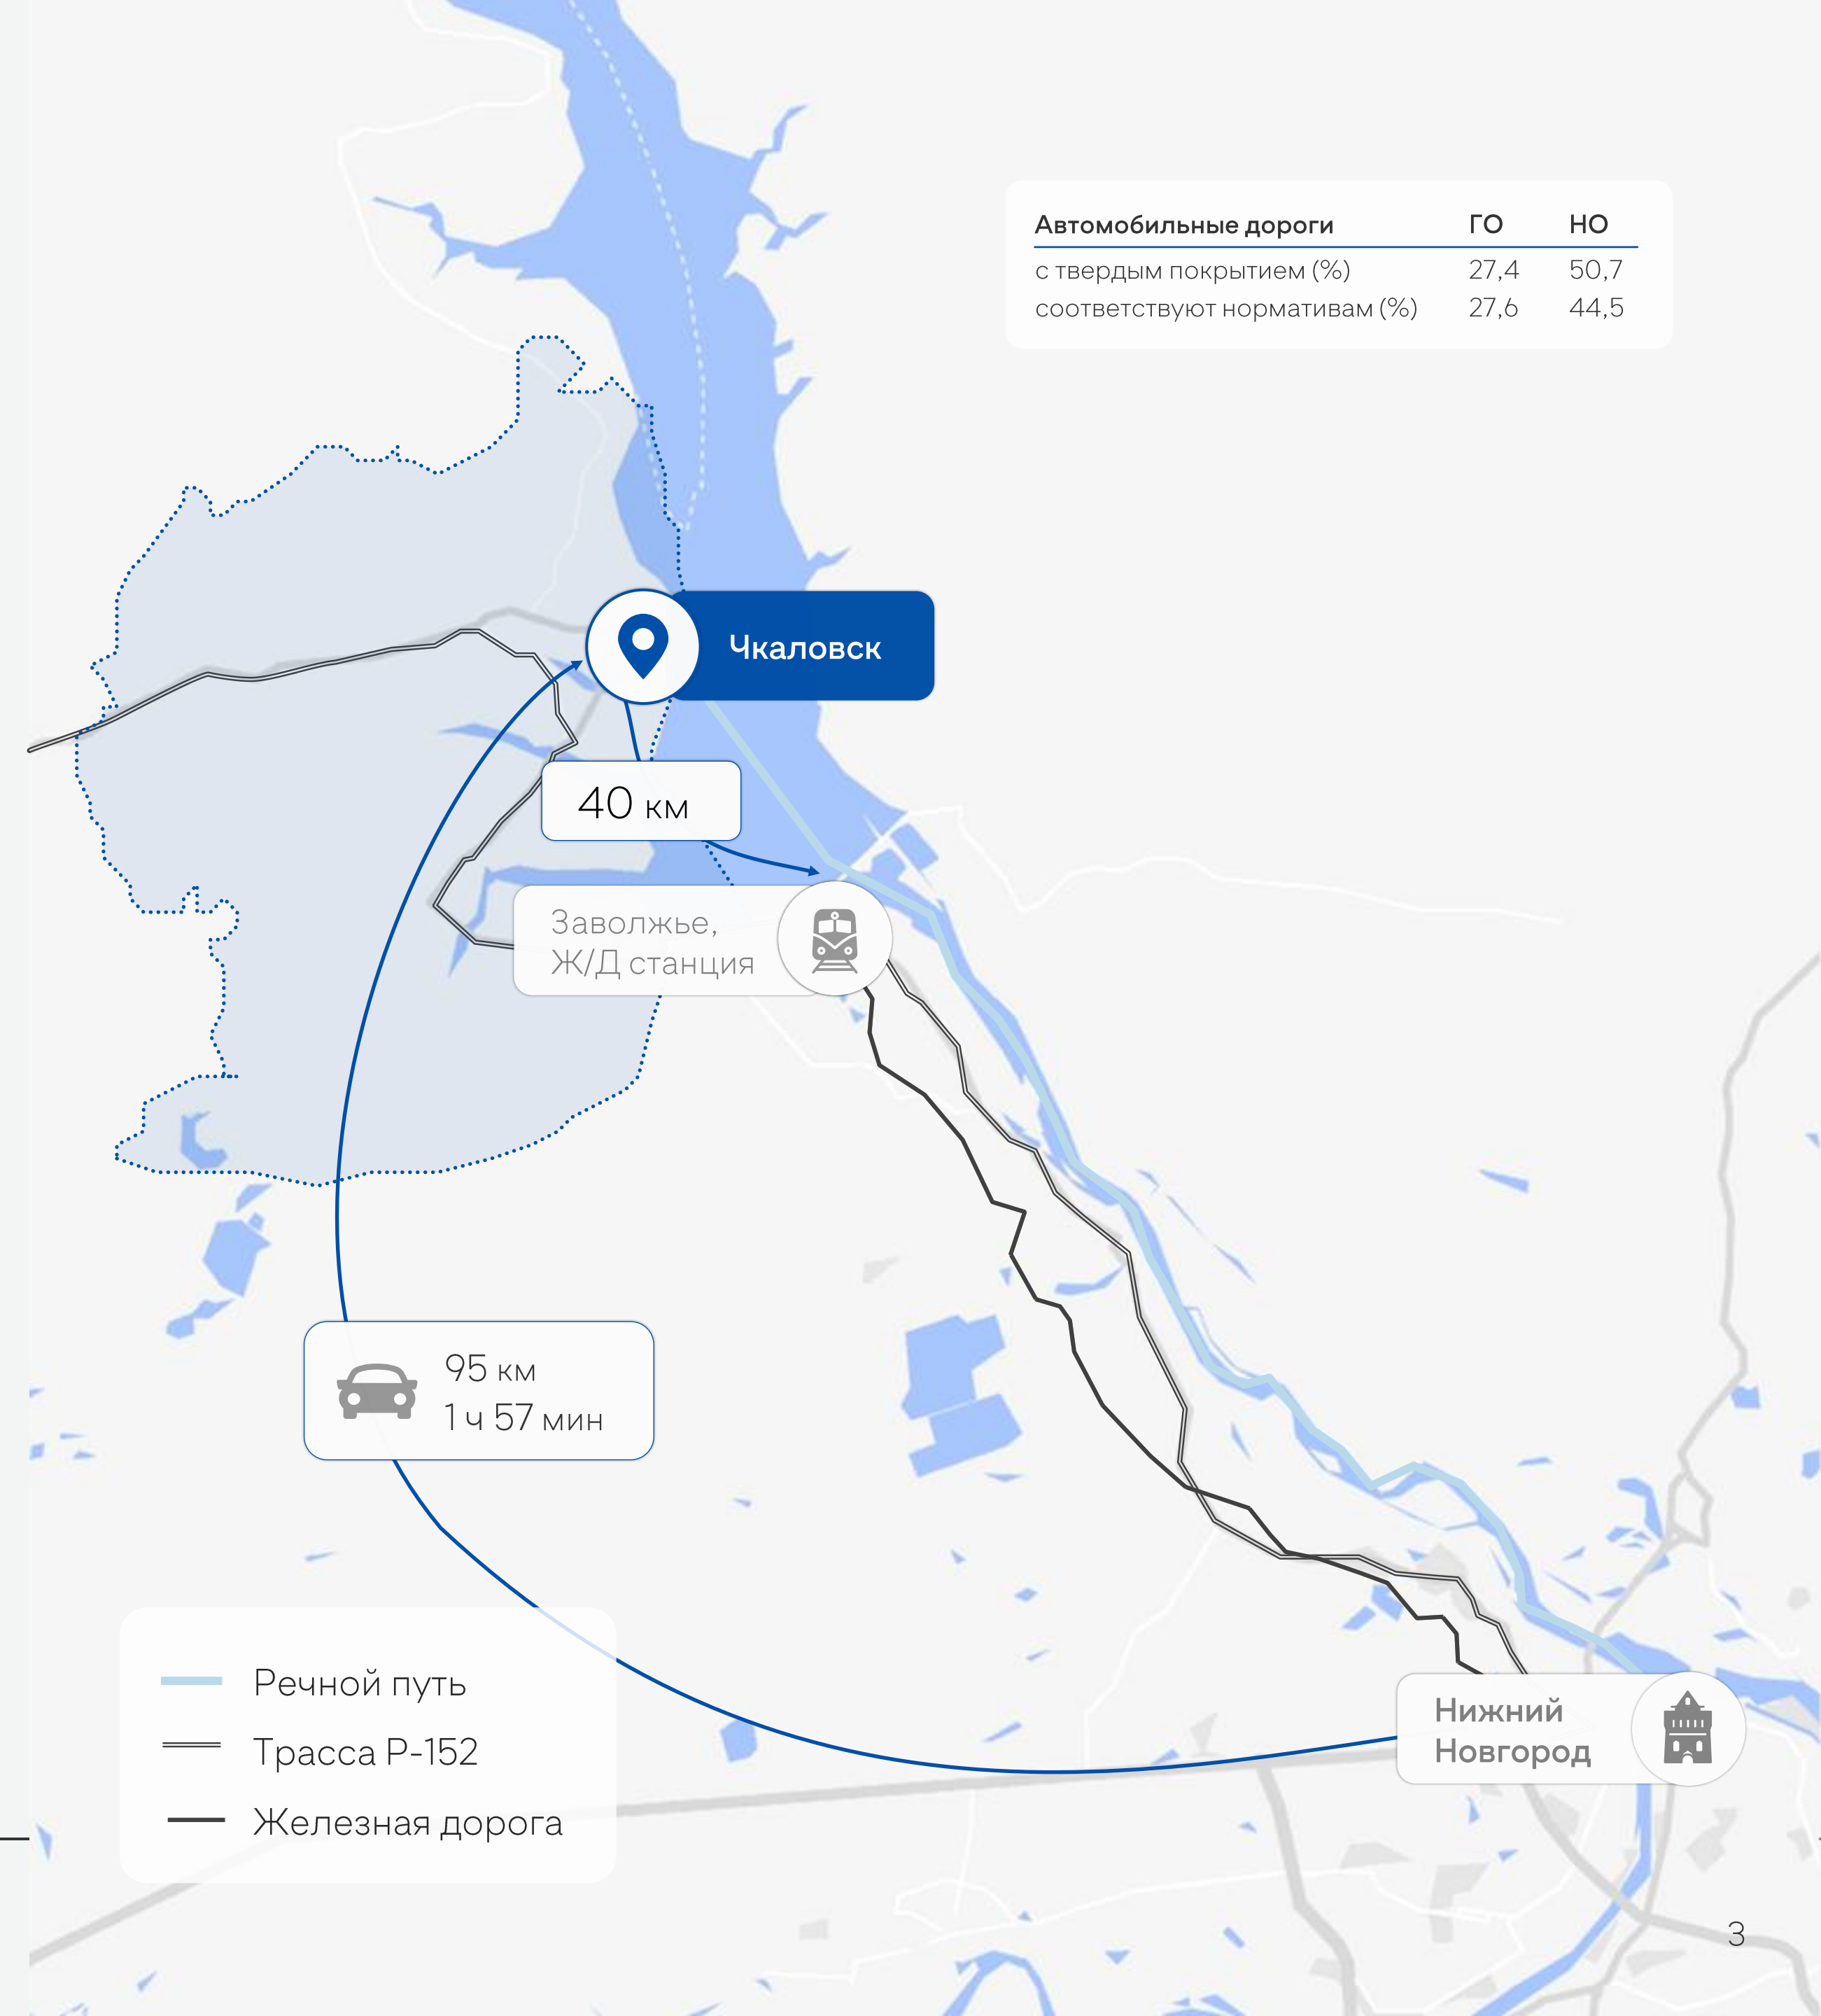 Автомобильные дороги ГО НО
с твердым покрытием (%) 27,4 50,7
соответствуют нормативам (%) 27,6 44,5
Чкаловск
40 км
Заволжье,
Ж/Д станция
95 км
1 ч 57 мин
Речной путь
Трасса Р-152
Железная дорога
Нижний
Новгород
3